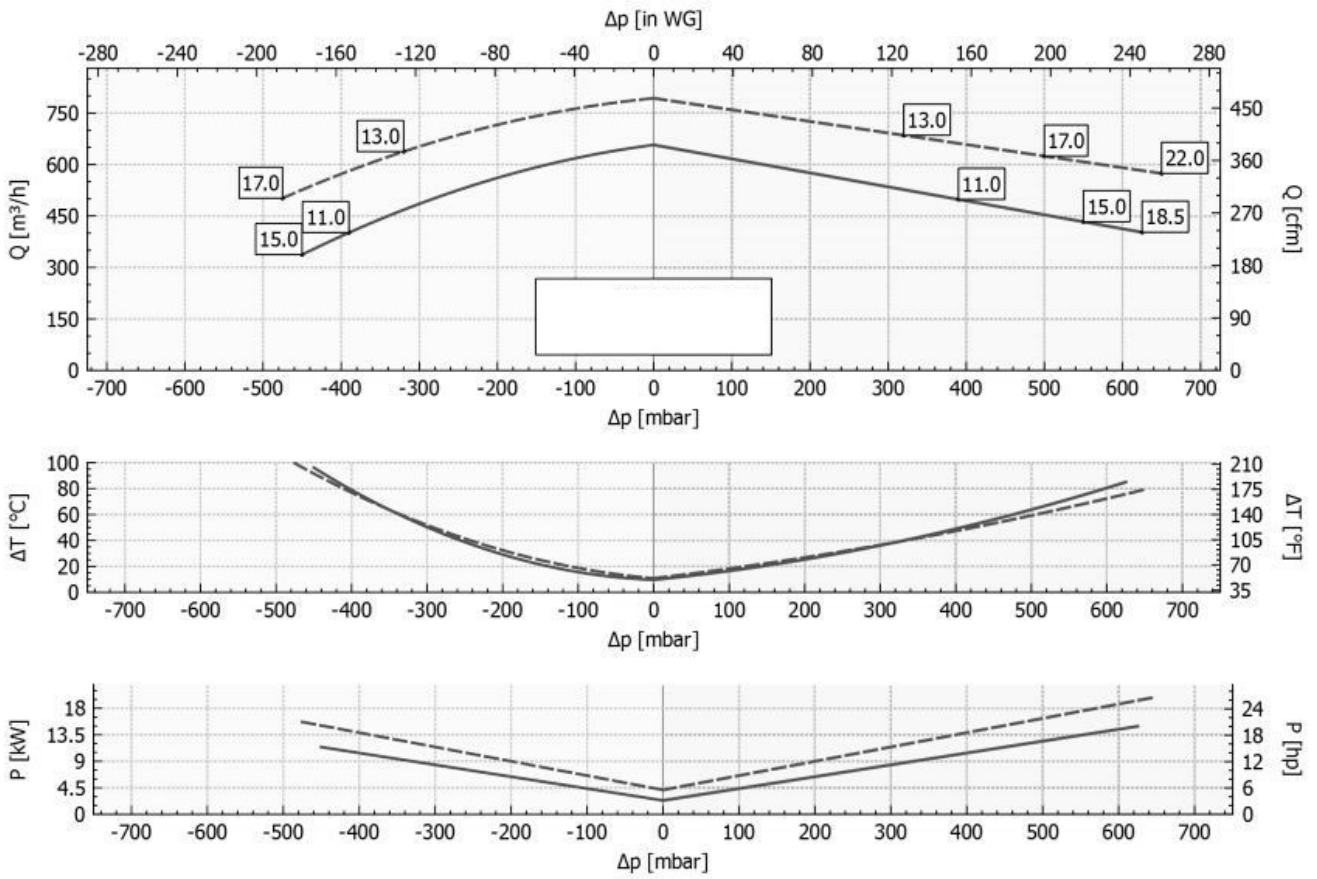 Δp [in WG]
-280 -240 -200 -160 -120 -80 -40 0 40 80 120 160 200 240 280
750 600 450 300 150 0
Q [m³/h]
17.0 13.0 13.0 17.0 22.0
15.0 11.0 11.0 15.0 18.5
450 360 270 180 90 0
Q [cfm]
-700 -600 -500 -400 -300 -200 -100 0 100 200 300 400 500 600 700
Δp [mbar]
100 80 60 40 20 0
ΔT [°C]
210 175 140 105 70 35
ΔT [°F]
-700 -600 -500 -400 -300 -200 -100 0 100 200 300 400 500 600 700
Δp [mbar]
18 13.5 9 4.5 0
P [kW]
24 18 12 6 0
P [hp]
-700 -600 -500 -400 -300 -200 -100 0 100 200 300 400 500 600 700
Δp [mbar]